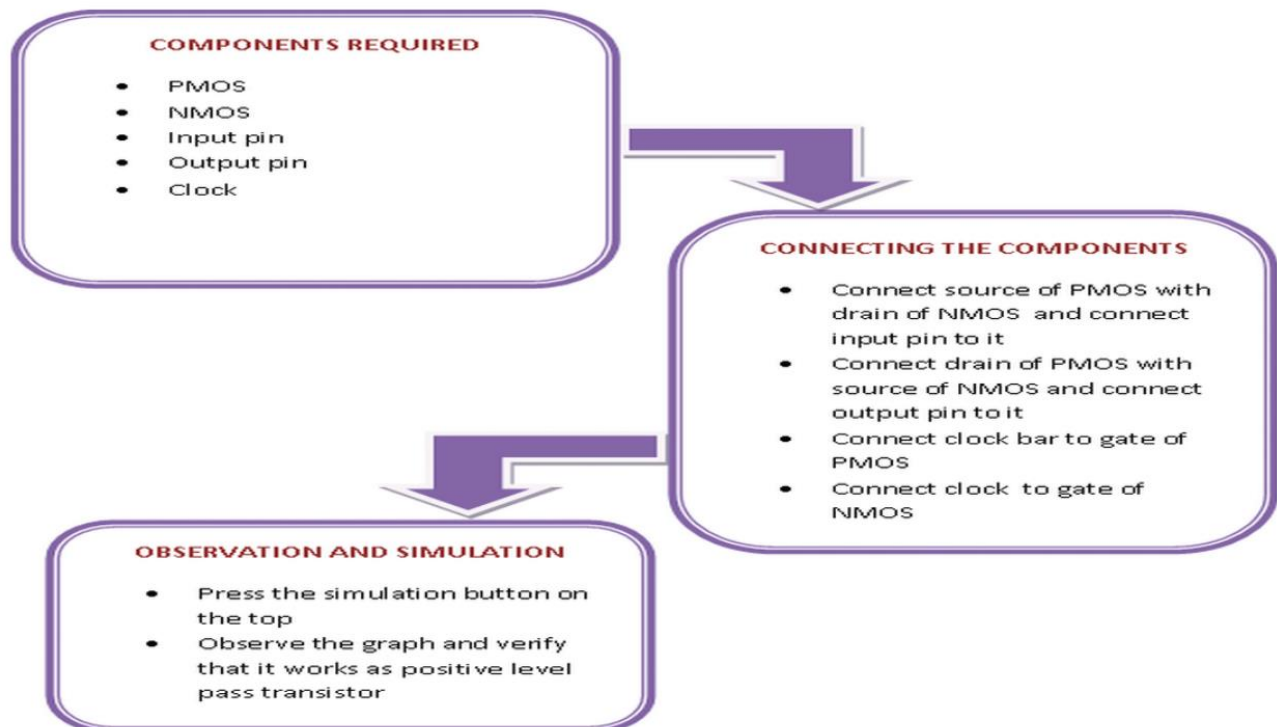 COMPONENTS REQUIRED
• PMOS
• NMOS
• Input pin
• Output pin
• Clock
CONNECTING THE COMPONENTS
• Connect source of PMOS with
drain of NMOS and connect
input pin to it
• Connect drain of PMOS with
source of NMOS and connect
output pin to it
• Connect clock bar to gate of
PMOS
• Connect clock to gate of
NMOS
OBSERVATION AND SIMULATION
• Press the simulation button on
the top
• Observe the graph and verify
that it works as positive level
pass transistor